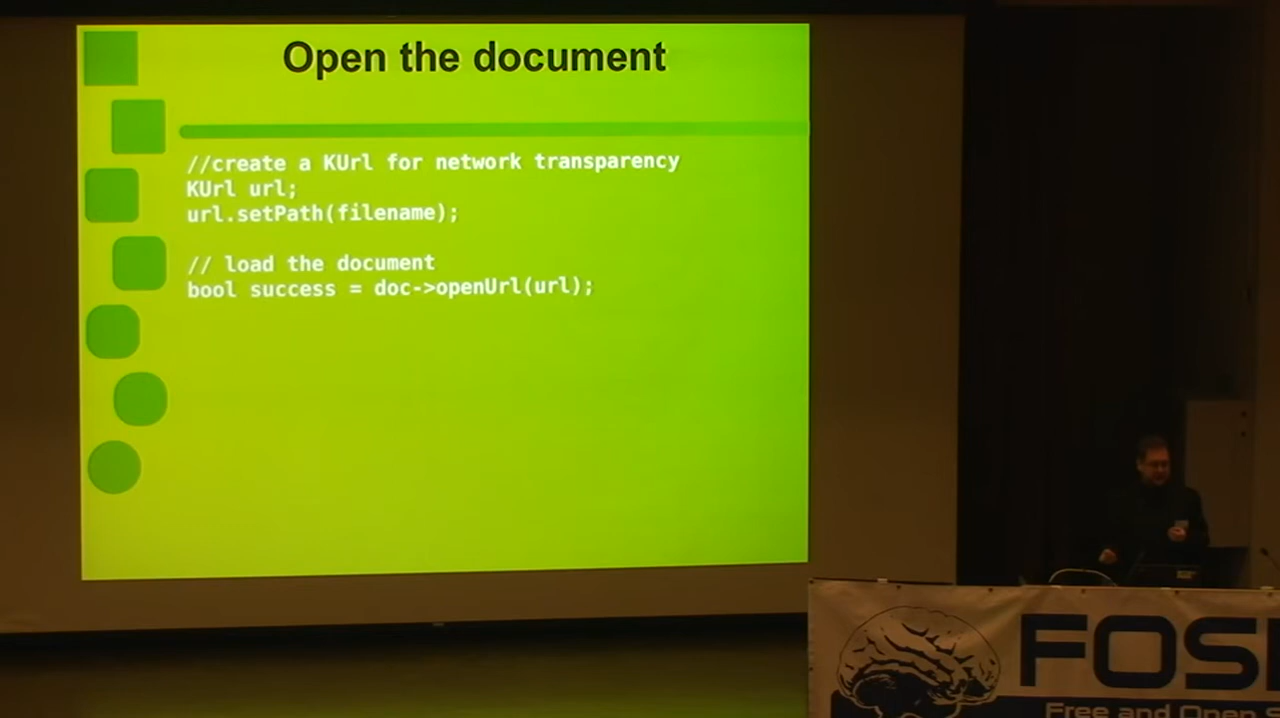 Open the document
//create a KUrl for network transparency
KUrl url;
url.setPath(filename);
// load the document
bool success = doc->openUrl(url);
FOS
Free and Open S